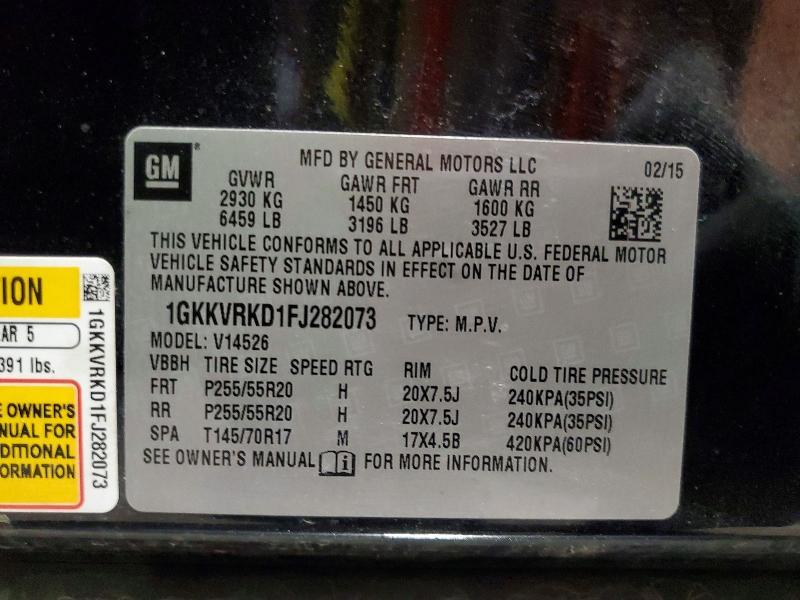 GM®
MFD BY GENERAL MOTORS LLC 02/15
GVWR GAWR FRT GAWR RR
2930 KG 1450 KG 1600 KG
6459 LB 3196 LB 3527 LB
THIS VEHICLE CONFORMS TO ALL APPLICABLE U.S. FEDERAL MOTOR
VEHICLE SAFETY STANDARDS IN EFFECT ON THE DATE OF
MANUFACTURE SHOWN ABOVE.
1GKKVRKD1FJ282073 TYPE: M.P.V.
MODEL: V14526
VBBH TIRE SIZE SPEED RTG RIM COLD TIRE PRESSURE
FRT P255/55R20 H 20X7.5J 240KPA(35PSI)
RR P255/55R20 H 20X7.5J 240KPA(35PSI)
SPA T145/70R17 M 17X4.5B 420KPA(60PSI)
SEE OWNER'S MANUAL FOR MORE INFORMATION.
ION
AR 5
391 lbs.
E OWNER'S
NUAL FOR
DITIONAL
ORMATION
1GKKVRKD1FJ282073